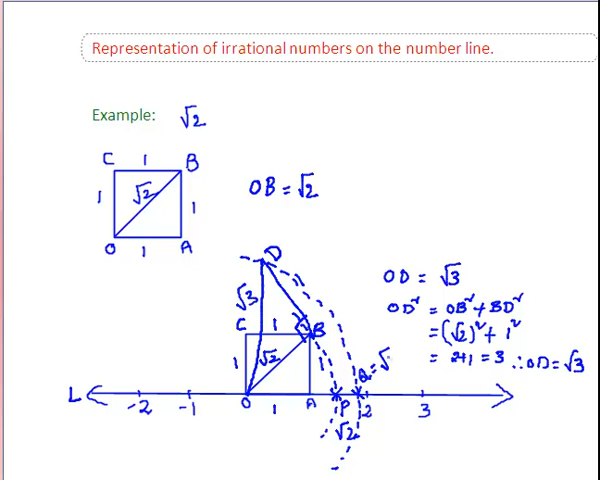 Representation of irrational numbers on the number line.
Example: √2
C 1 B
1 √2 1
O 1 A
OB = √2
D
√3
C 1 B
1 √2 1
L -2 -1 O 1 A P 2 3
√2
Q = √
OD = √3
OD² = OB² + BD²
= (√2)² + 1²
= 2+1 = 3 ∴ OD = √3